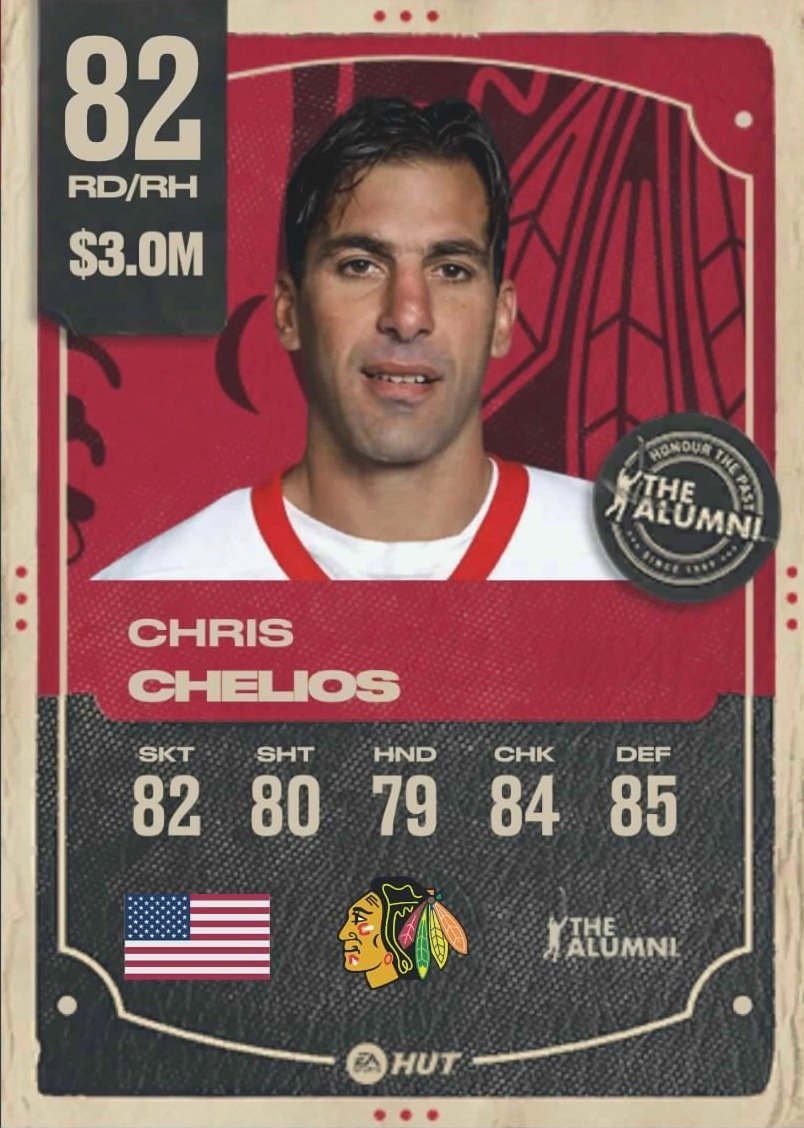 82
RD/RH
$3.0M
HONOUR THE PAST
THE
ALUMNI
CHRIS
CHELIOS
SKT SHT HND CHK DEF
82 80 79 84 85
THE
ALUMNI
EA
HUT